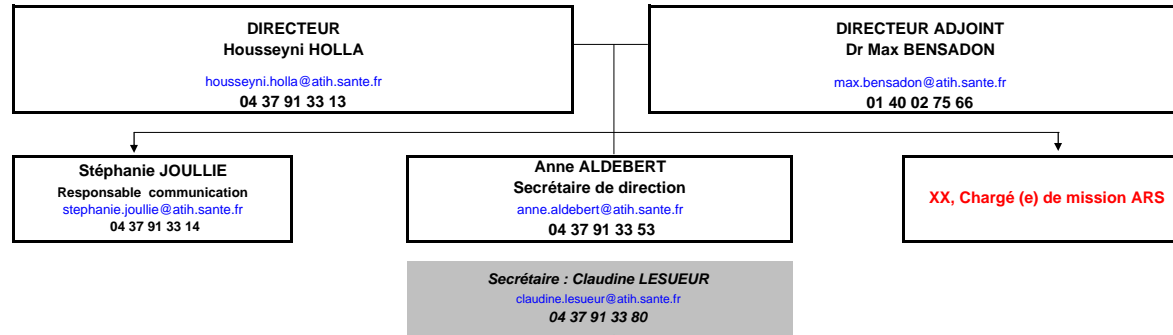 DIRECTEUR
Housseyni HOLLA
housseyni.holla@atih.sante.fr
04 37 91 33 13
DIRECTEUR ADJOINT
Dr Max BENSADON
max.bensadon@atih.sante.fr
01 40 02 75 66
Stéphanie JOULLIE
Responsable communication
stephanie.joullie@atih.sante.fr
04 37 91 33 14
Anne ALDEBERT
Secrétaire de direction
anne.aldebert@atih.sante.fr
04 37 91 33 53
XX, Chargé (e) de mission ARS
Secrétaire : Claudine LESUEUR
claudine.lesueur@atih.sante.fr
04 37 91 33 80